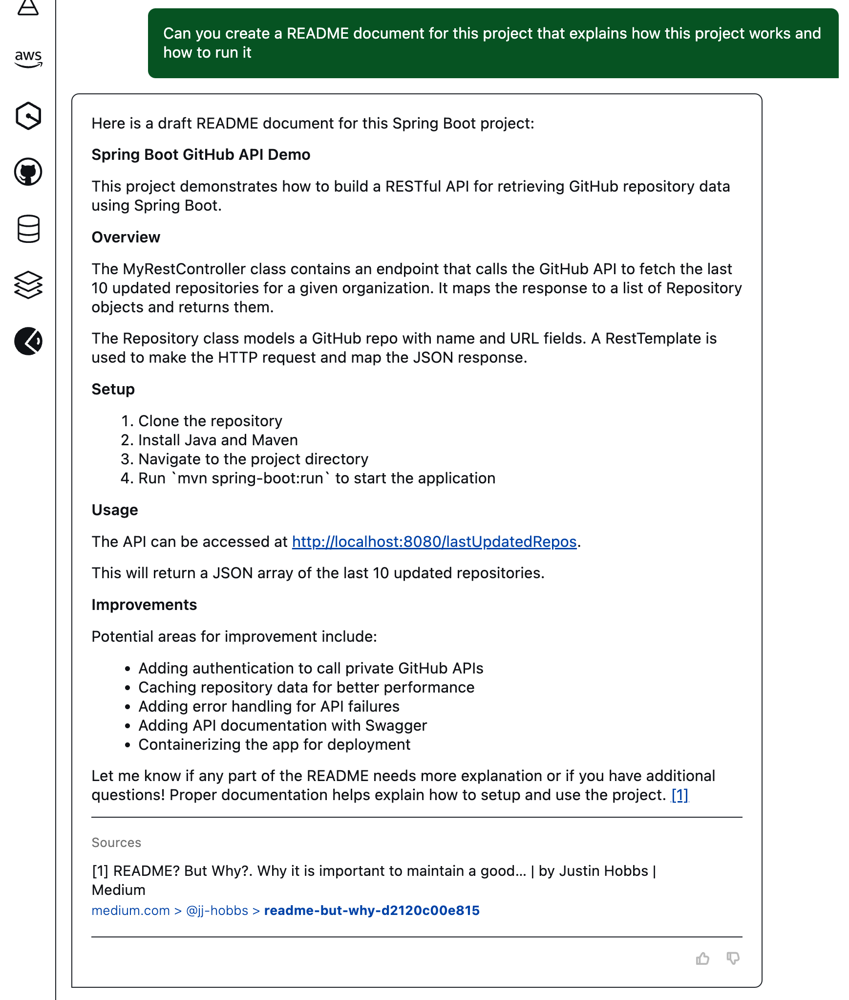 aws
Can you create a README document for this project that explains how this project works and
how to run it
Here is a draft README document for this Spring Boot project:
Spring Boot GitHub API Demo
This project demonstrates how to build a RESTful API for retrieving GitHub repository data
using Spring Boot.
Overview
The MyRestController class contains an endpoint that calls the GitHub API to fetch the last
10 updated repositories for a given organization. It maps the response to a list of Repository
objects and returns them.
The Repository class models a GitHub repo with name and URL fields. A RestTemplate is
used to make the HTTP request and map the JSON response.
Setup
1. Clone the repository
2. Install Java and Maven
3. Navigate to the project directory
4. Run `mvn spring-boot:run` to start the application
Usage
The API can be accessed at http://localhost:8080/lastUpdatedRepos.
This will return a JSON array of the last 10 updated repositories.
Improvements
Potential areas for improvement include:
• Adding authentication to call private GitHub APIs
• Caching repository data for better performance
• Adding error handling for API failures
• Adding API documentation with Swagger
• Containerizing the app for deployment
Let me know if any part of the README needs more explanation or if you have additional
questions! Proper documentation helps explain how to setup and use the project. [1]
Sources
[1] README? But Why?. Why it is important to maintain a good... | by Justin Hobbs |
Medium
medium.com > @jj-hobbs > readme-but-why-d2120c00e815